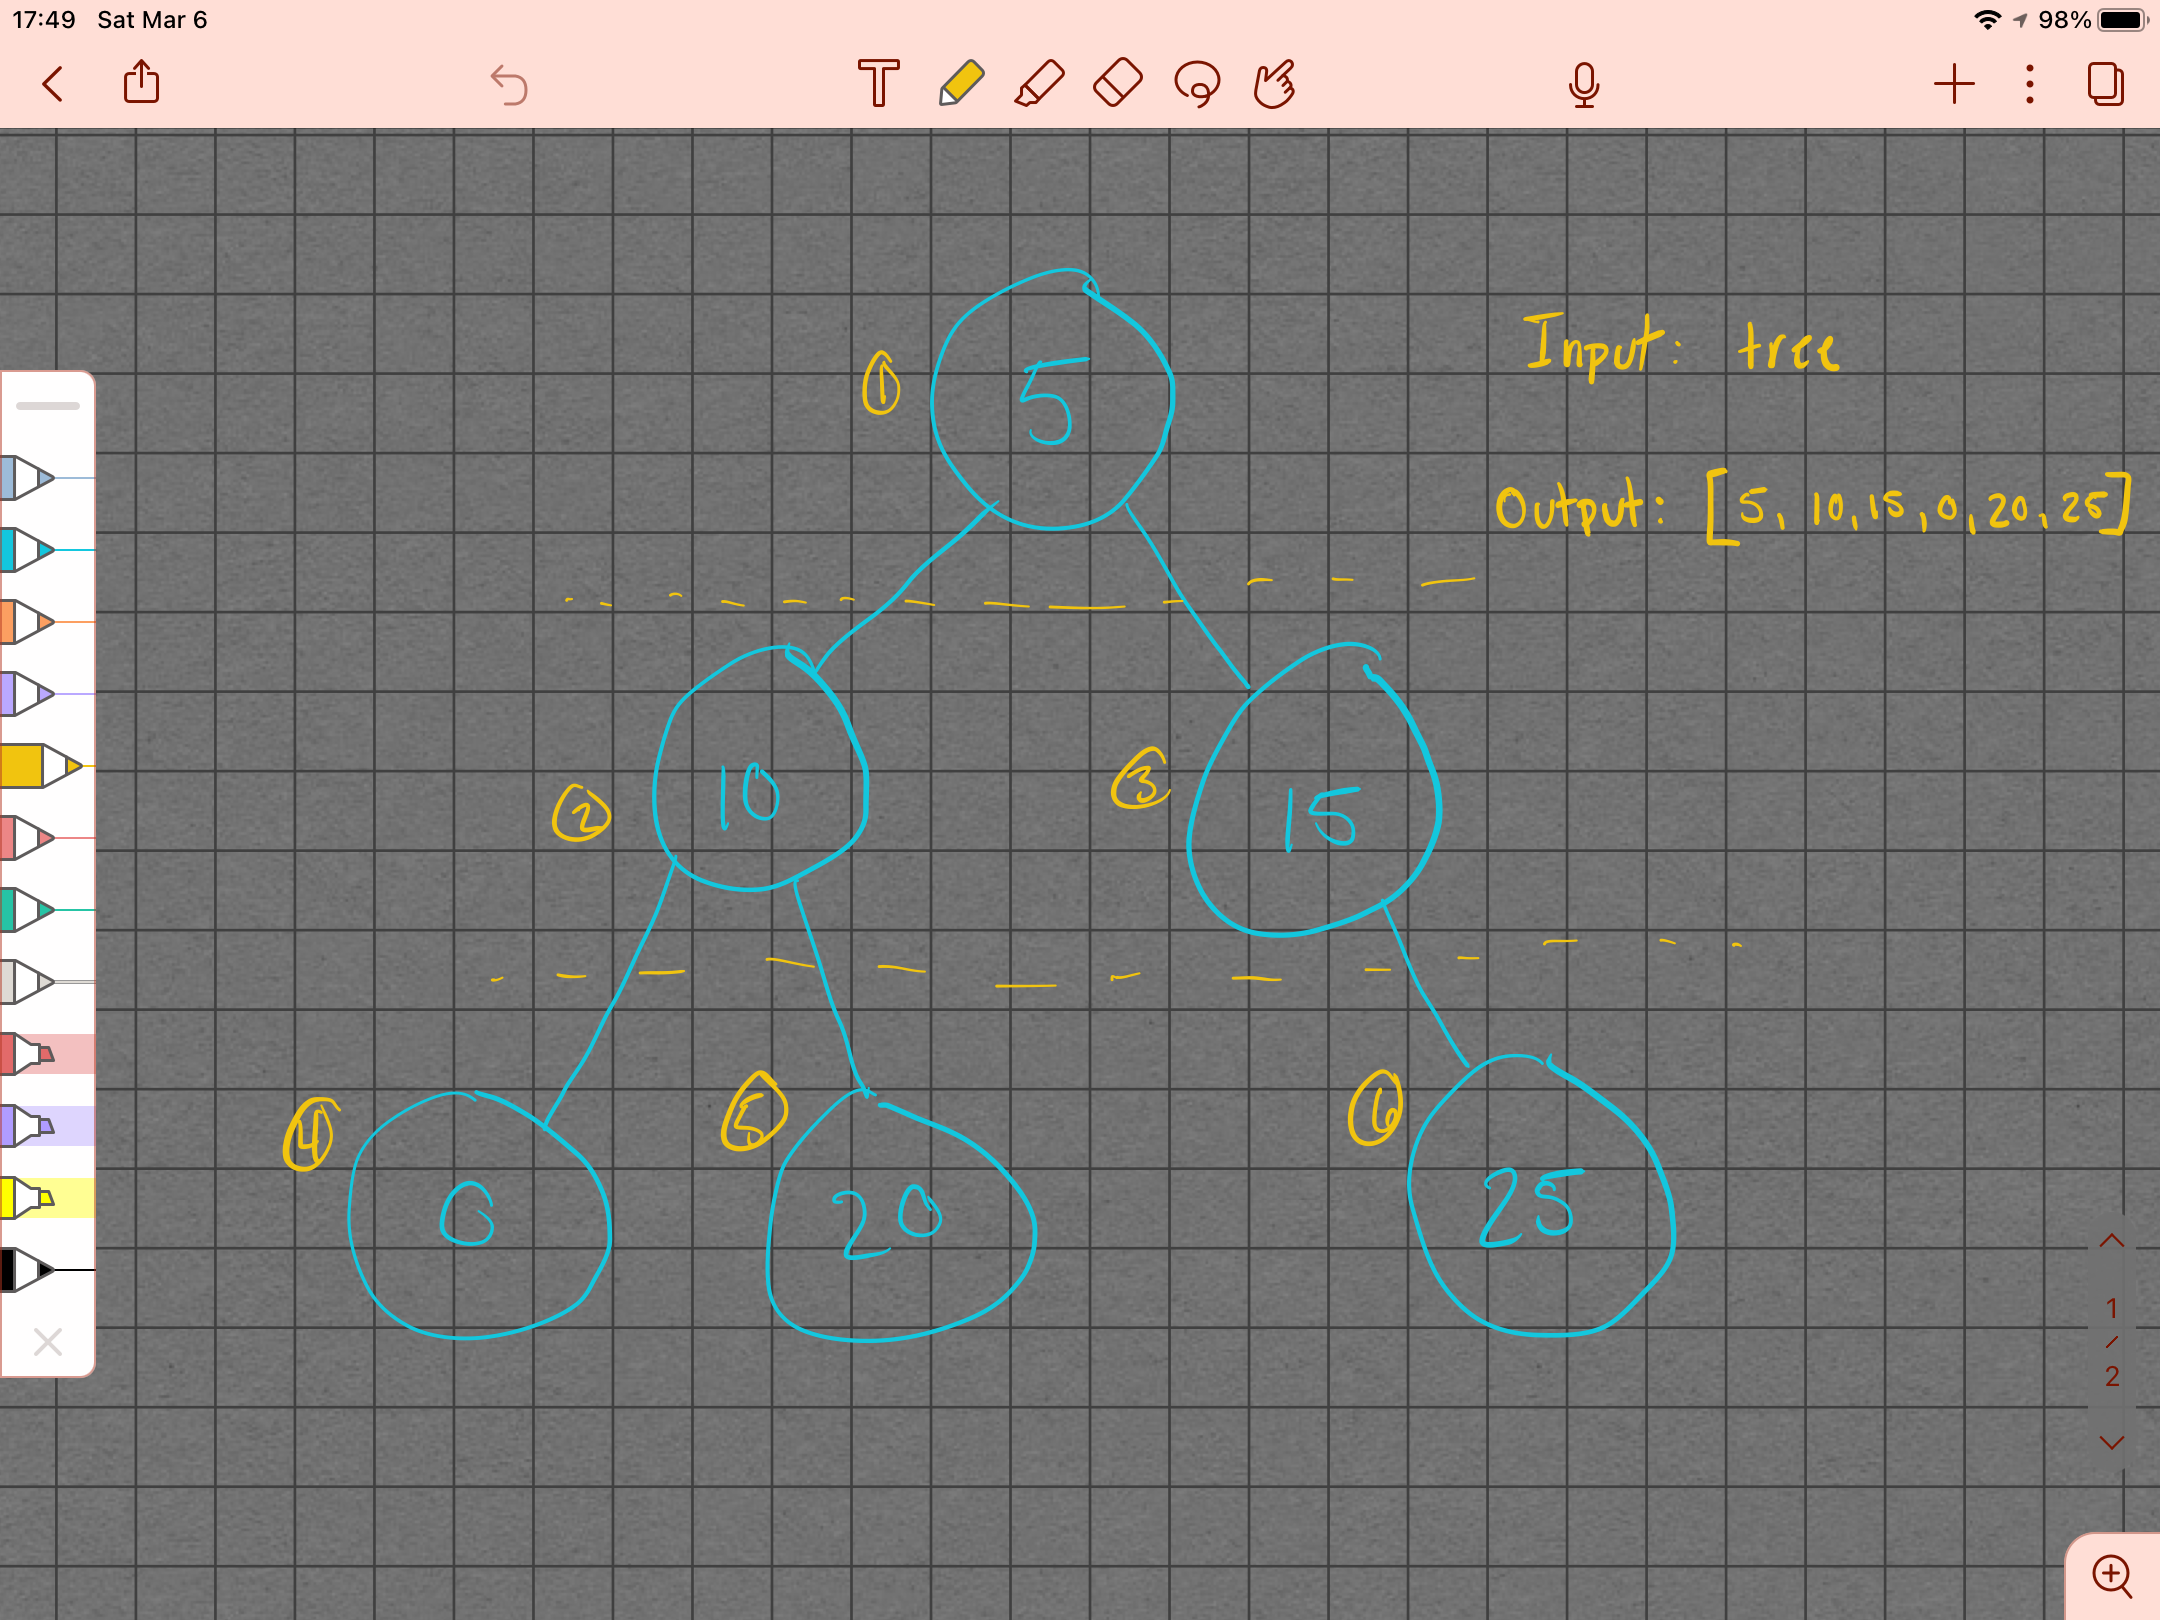 17:49 Sat Mar 6 98%
1 5 Input: tree
Output: [5, 10, 15, 0, 20, 25]
2 10 3 15
4 0 5 20 6 25
1
/
2